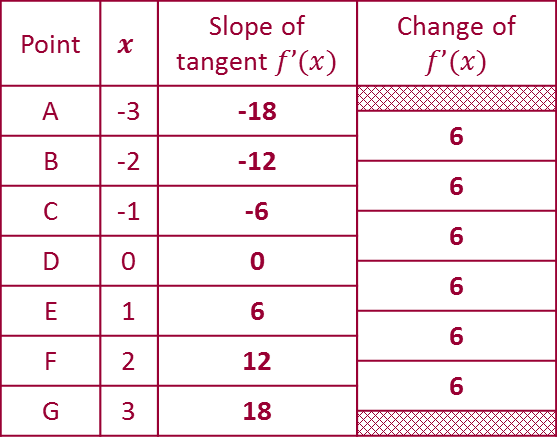 Point x Slope of tangent f'(x) Change of f'(x)
A -3 -18
6
B -2 -12
6
C -1 -6
6
D 0 0
6
E 1 6
6
F 2 12
6
G 3 18